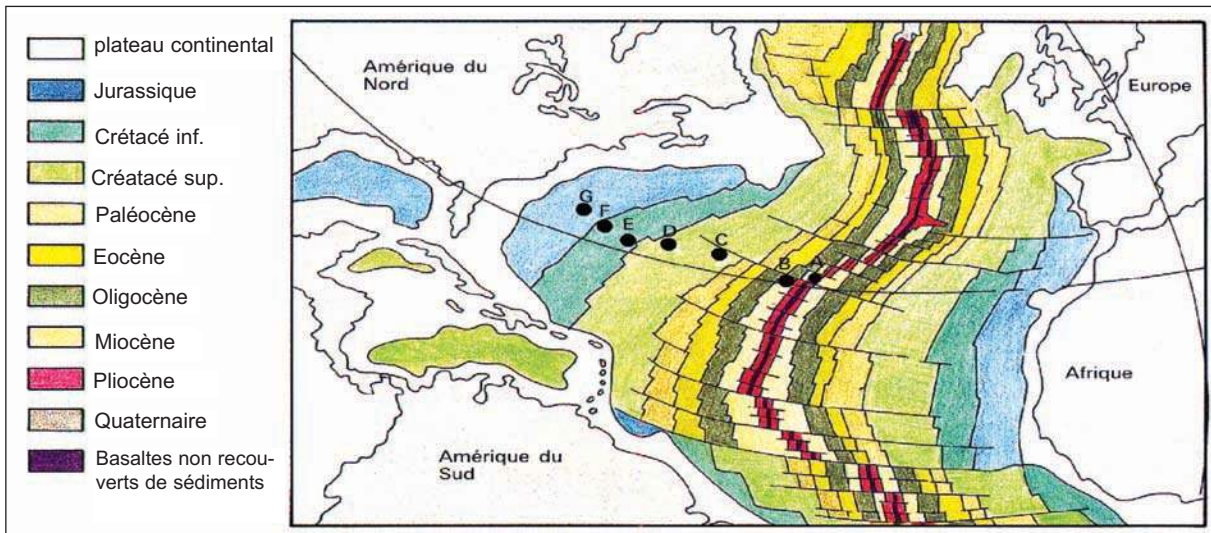 plateau continental
Jurassique
Crétacé inf.
Créatacé sup.
Paléocène
Eocène
Oligocène
Miocène
Pliocène
Quaternaire
Basaltes non recou-
verts de sédiments
Amérique du
Nord
Europe
G
F
E
D
C
B
A
Afrique
Amérique du
Sud